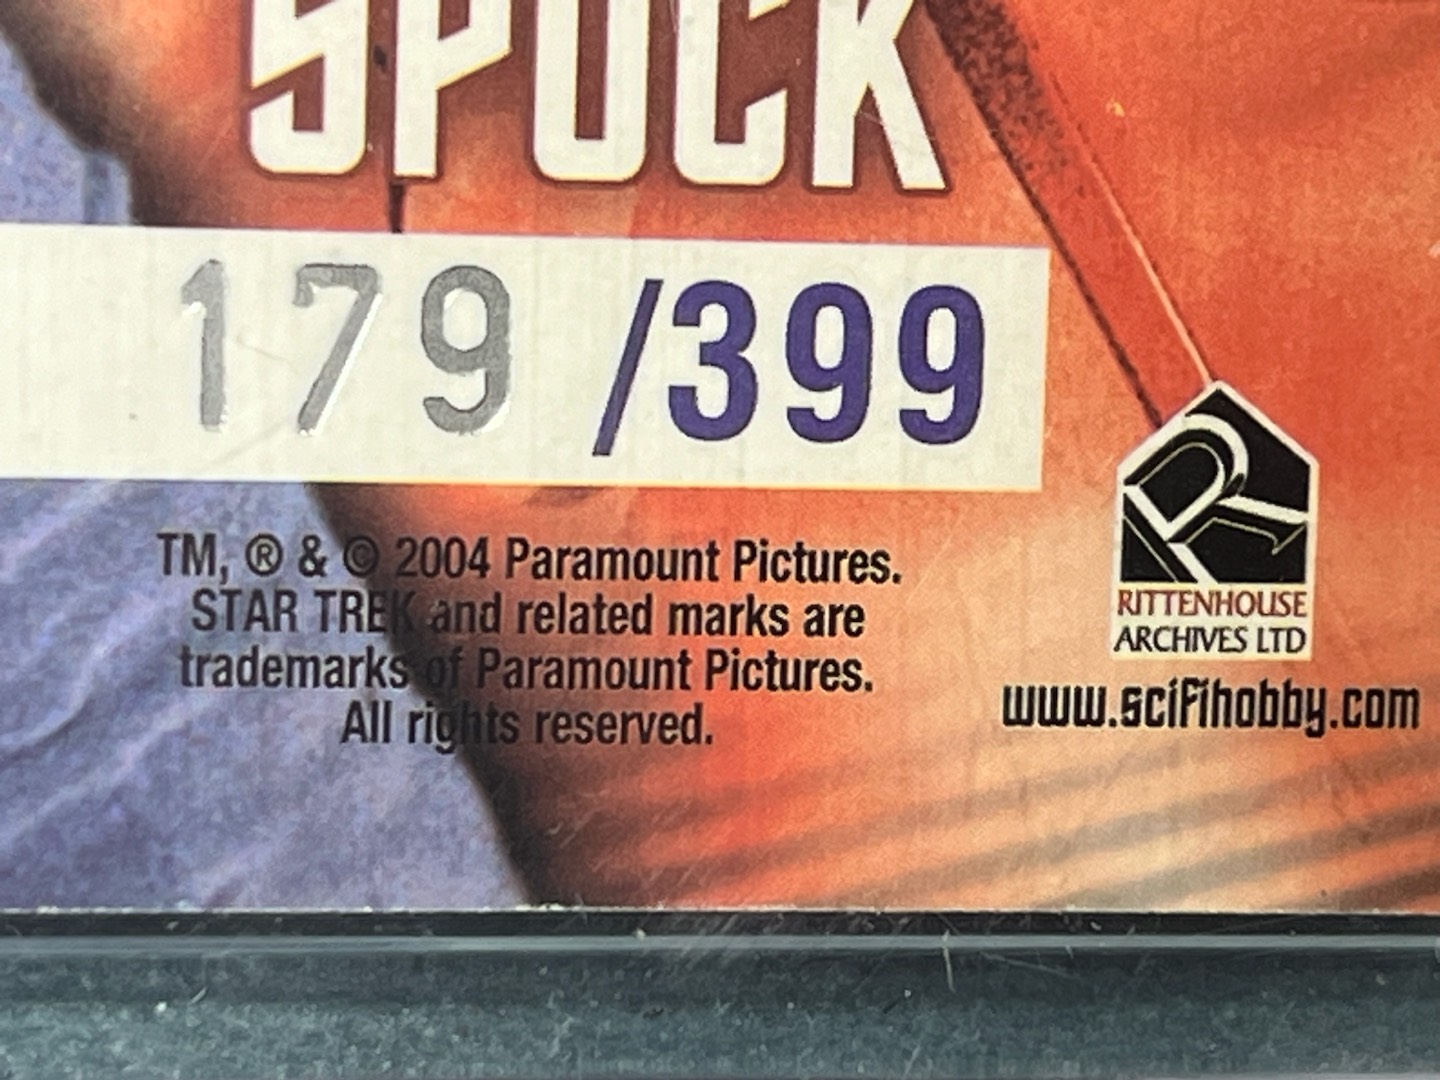 SPOCK
179 /399
TM, ® & © 2004 Paramount Pictures.
STAR TREK and related marks are
trademarks of Paramount Pictures.
All rights reserved.
R
RITTENHOUSE
ARCHIVES LTD
www.scifihobby.com